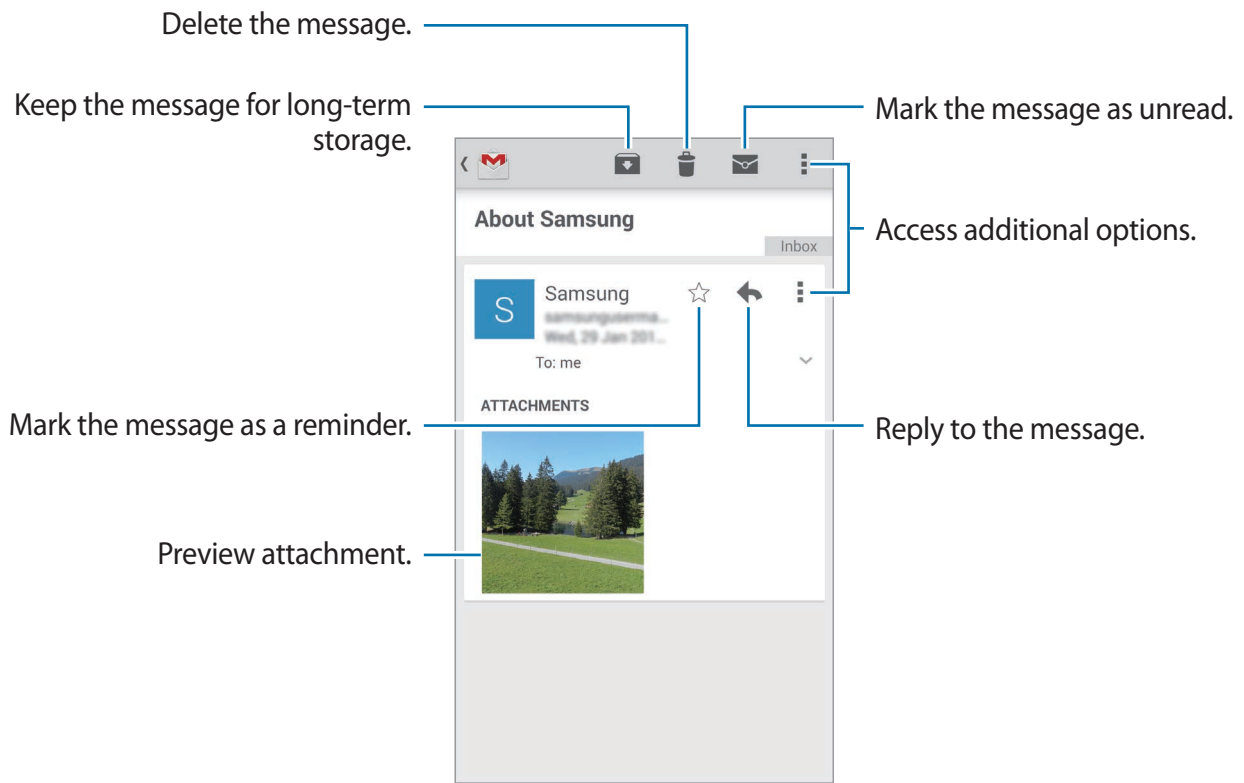 Delete the message.
Keep the message for long-term
storage.
Mark the message as unread.
About Samsung
Inbox
Access additional options.
S
Samsung
To: me
ATTACHMENTS
Mark the message as a reminder.
Reply to the message.
Preview attachment.